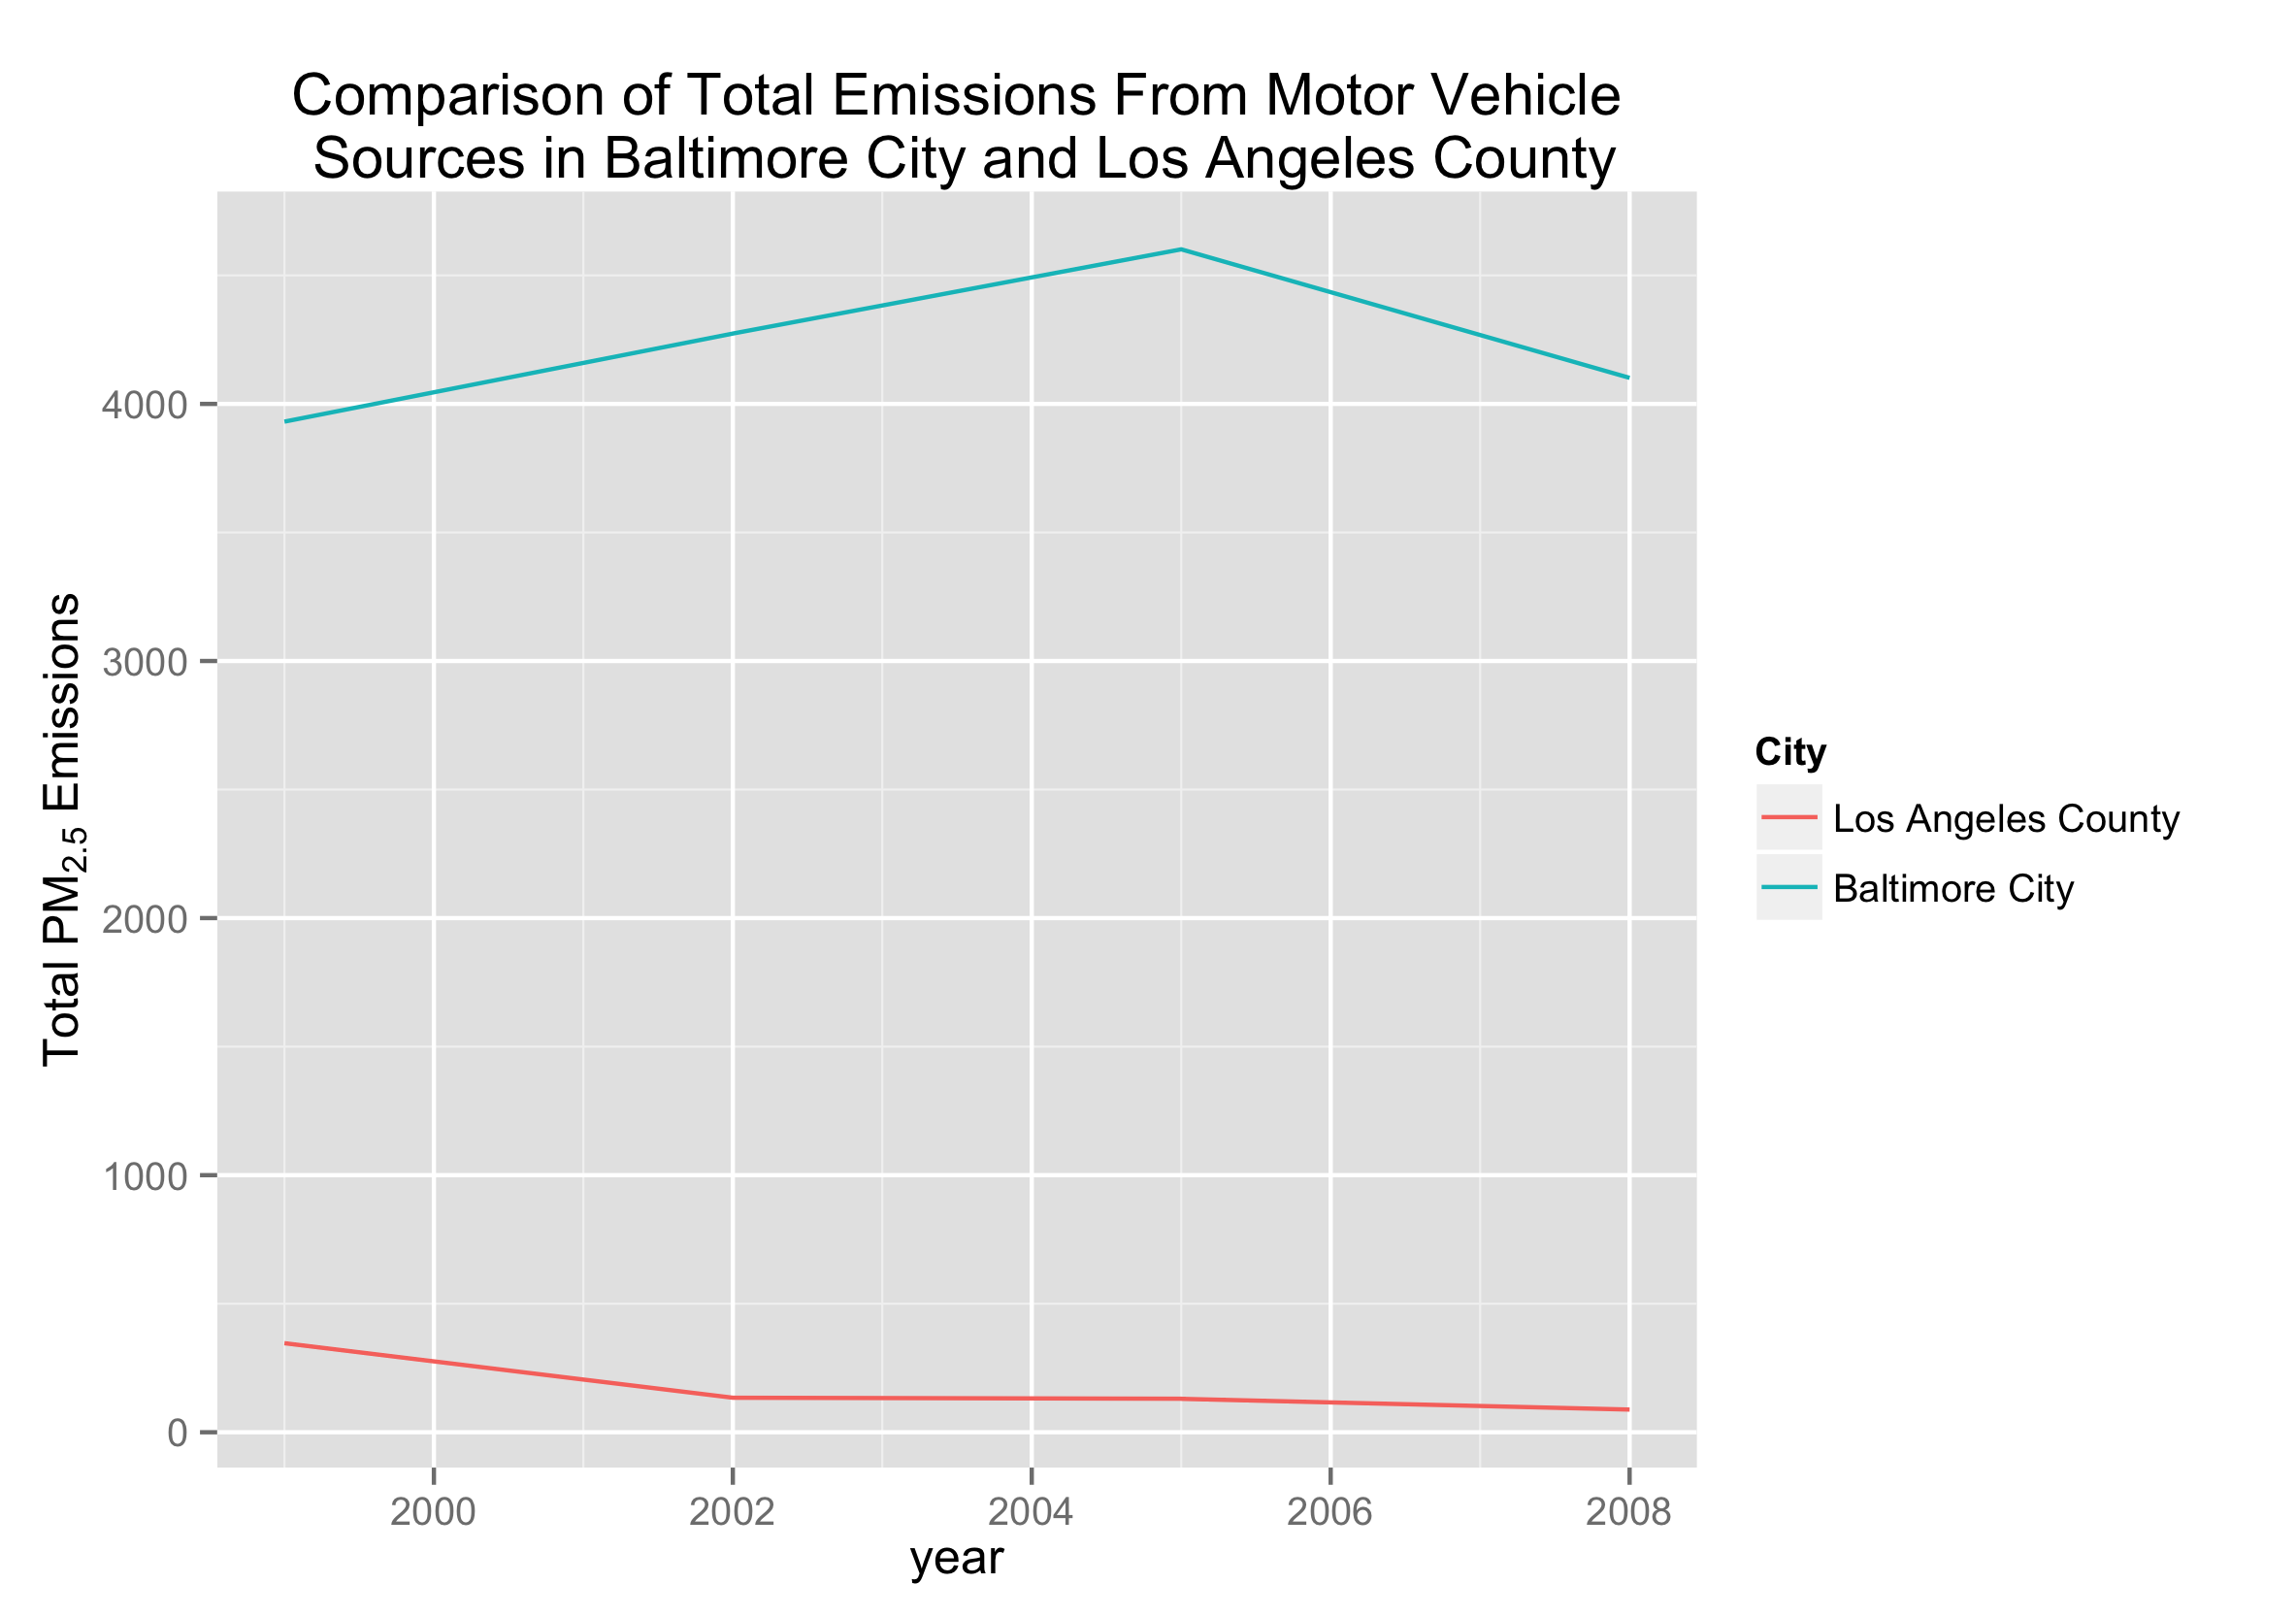 Comparison of Total Emissions From Motor Vehicle
Sources in Baltimore City and Los Angeles County
Total PM2.5 Emissions
4000
3000
2000
1000
0
2000 2002 2004 2006 2008
year
City
Los Angeles County
Baltimore City